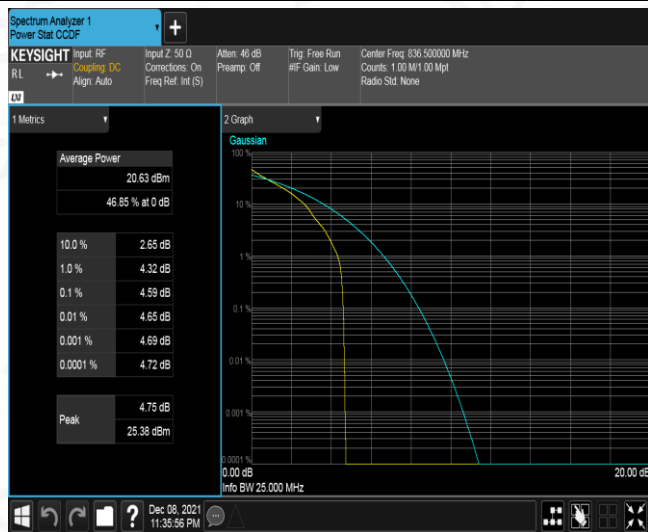 Spectrum Analyzer 1
Power Stat CCDF
+
KEYSIGHT
RL
LXI
Input: RF
Coupling: DC
Align: Auto
Input Z: 50 Ω
Corrections: On
Freq Ref: Int (S)
Atten: 46 dB
Preamp: Off
Trig: Free Run
#IF Gain: Low
Center Freq: 836.500000 MHz
Counts: 1.00 M/1.00 Mpt
Radio Std: None
1 Metrics
Average Power
20.63 dBm
46.85 % at 0 dB
10.0 % 2.65 dB
1.0 % 4.32 dB
0.1 % 4.59 dB
0.01 % 4.65 dB
0.001 % 4.69 dB
0.0001 % 4.72 dB
Peak
4.75 dB
25.38 dBm
2 Graph
Gaussian
100 %
10 %
1 %
0.1 %
0.01 %
0.001 %
0.0001 %
0.00 dB 20.00 dB
Info BW 25.000 MHz
?
Dec 08, 2021
11:35:56 PM